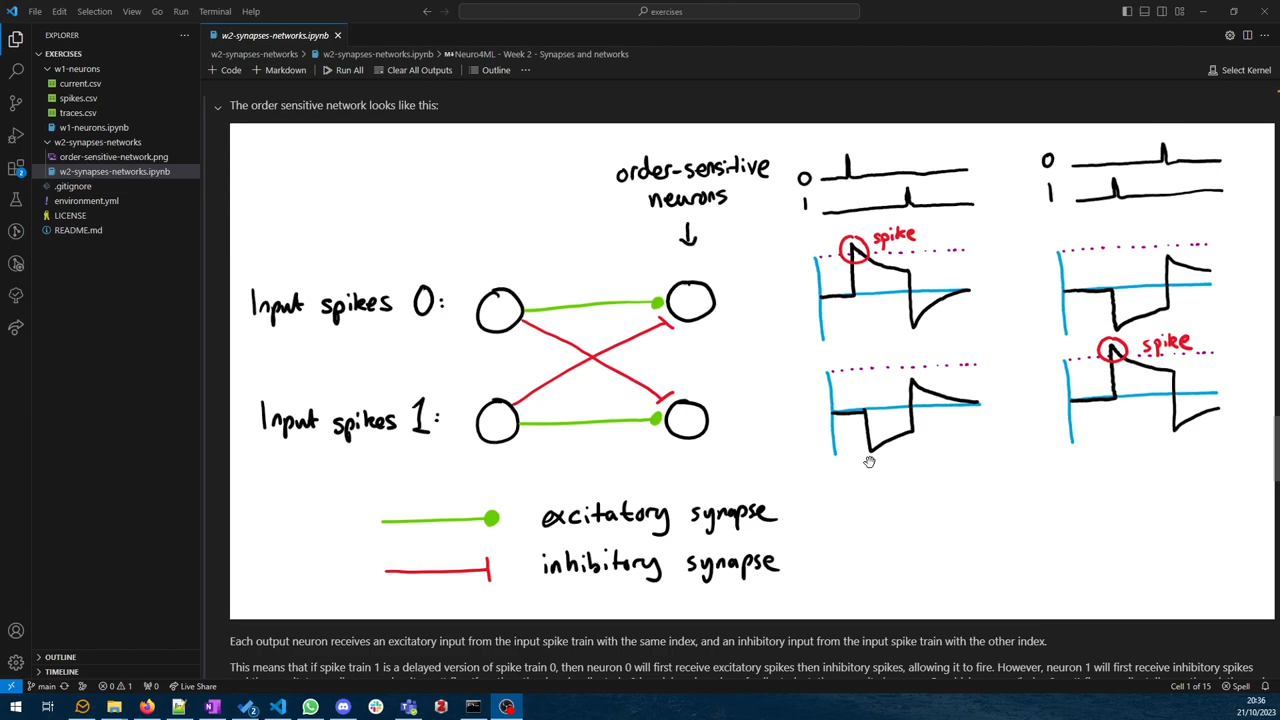 File Edit Selection View Go Run Terminal Help
exercises
EXPLORER
w2-synapses-networks.ipynb
EXERCISES
w2-synapses-networks > w2-synapses-networks.ipynb > Neuro4ML - Week 2 - Synapses and networks
w1-neurons
Code Markdown Run All Clear All Outputs Outline Select Kernel
current.csv
spikes.csv
traces.csv
w1-neurons.ipynb
w2-synapses-networks
order-sensitive-network.png
w2-synapses-networks.ipynb
.gitignore
environment.yml
LICENSE
README.md
OUTLINE
TIMELINE
The order sensitive network looks like this:
order-sensitive
neurons
0
1
spike
0
1
spike
Input spikes 0:
Input spikes 1:
excitatory synapse
inhibitory synapse
Each output neuron receives an excitatory input from the input spike train with the same index, and an inhibitory input from the input spike train with the other index.
This means that if spike train 1 is a delayed version of spike train 0, then neuron 0 will first receive excitatory spikes then inhibitory spikes, allowing it to fire. However, neuron 1 will first receive inhibitory spikes
main 0 1 0 Live Share Cell 1 of 15 Spell
2
2
20:36
21/10/2023